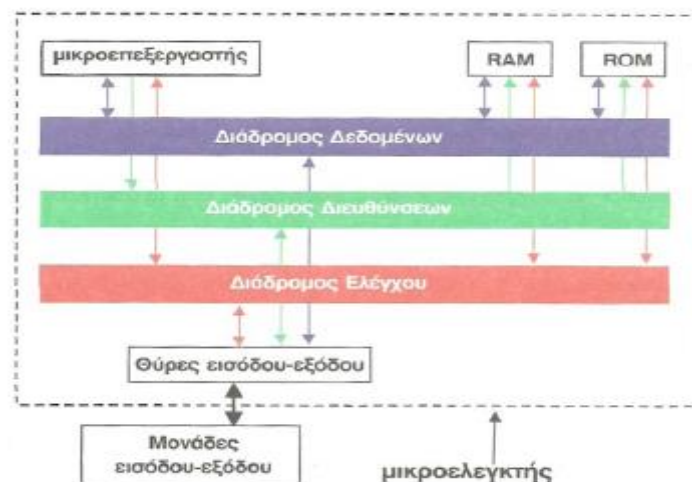 μικροεπεξεργαστής RAM ROM
Διάδρομος Δεδομένων
Διάδρομος Διευθύνσεων
Διάδρομος Ελέγχου
Θύρες εισόδου-εξόδου
Μονάδες
εισόδου-εξόδου
μικροελεγκτής